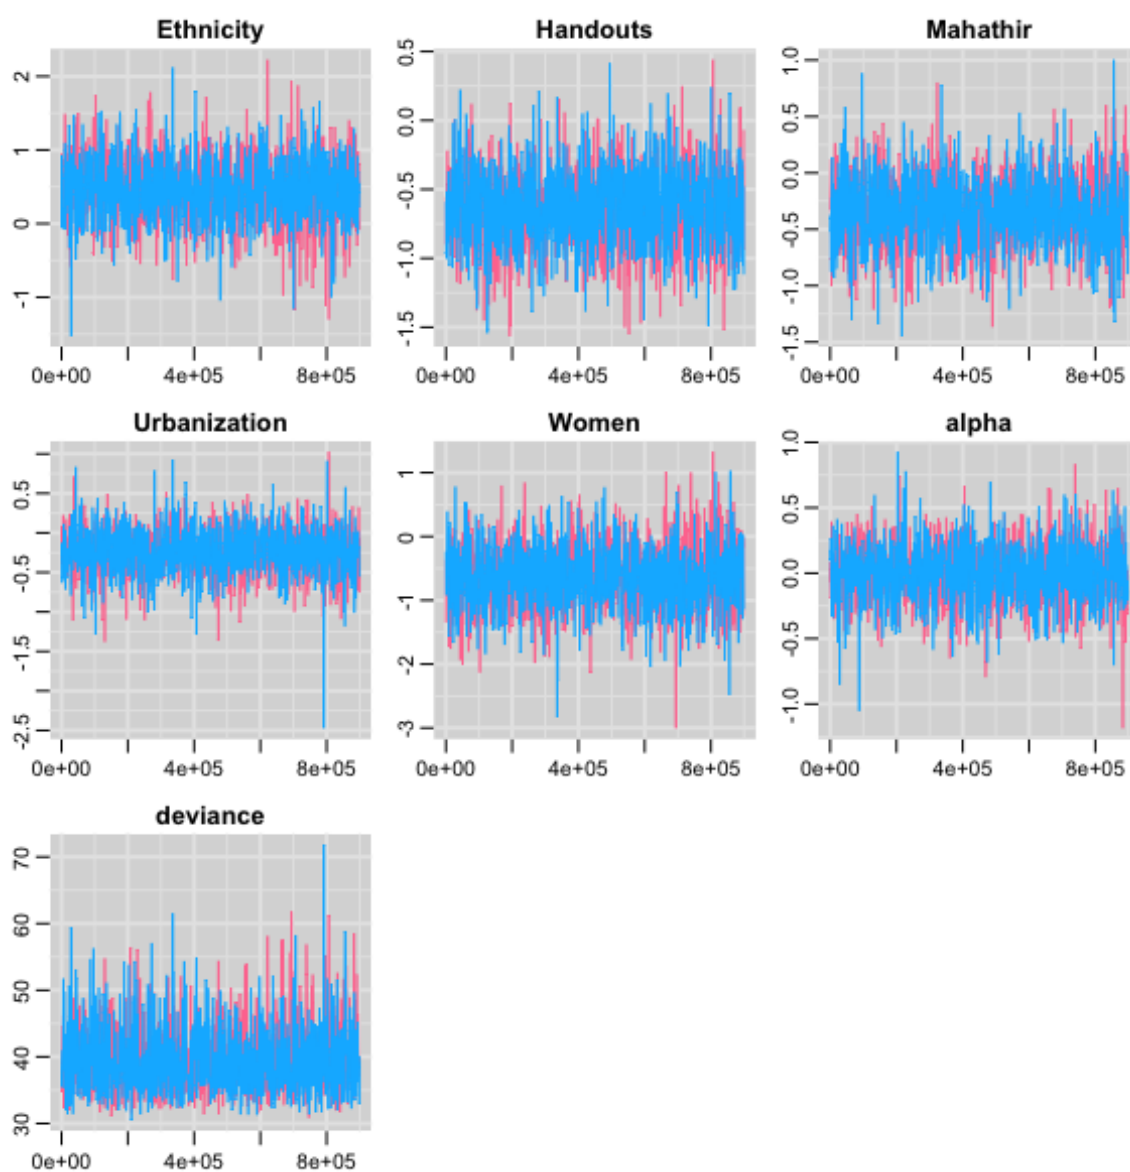 Ethnicity Handouts Mahathir
2 1 0 -1
0.5 0.0 -0.5 -1.0 -1.5
1.0 0.5 0.0 -0.5 -1.0 -1.5
0e+00 4e+05 8e+05 0e+00 4e+05 8e+05 0e+00 4e+05 8e+05
Urbanization Women alpha
0.5 -0.5 -1.5 -2.5
1 0 -1 -2 -3
1.0 0.5 0.0 -0.5 -1.0
0e+00 4e+05 8e+05 0e+00 4e+05 8e+05 0e+00 4e+05 8e+05
deviance
70 60 50 40 30
0e+00 4e+05 8e+05